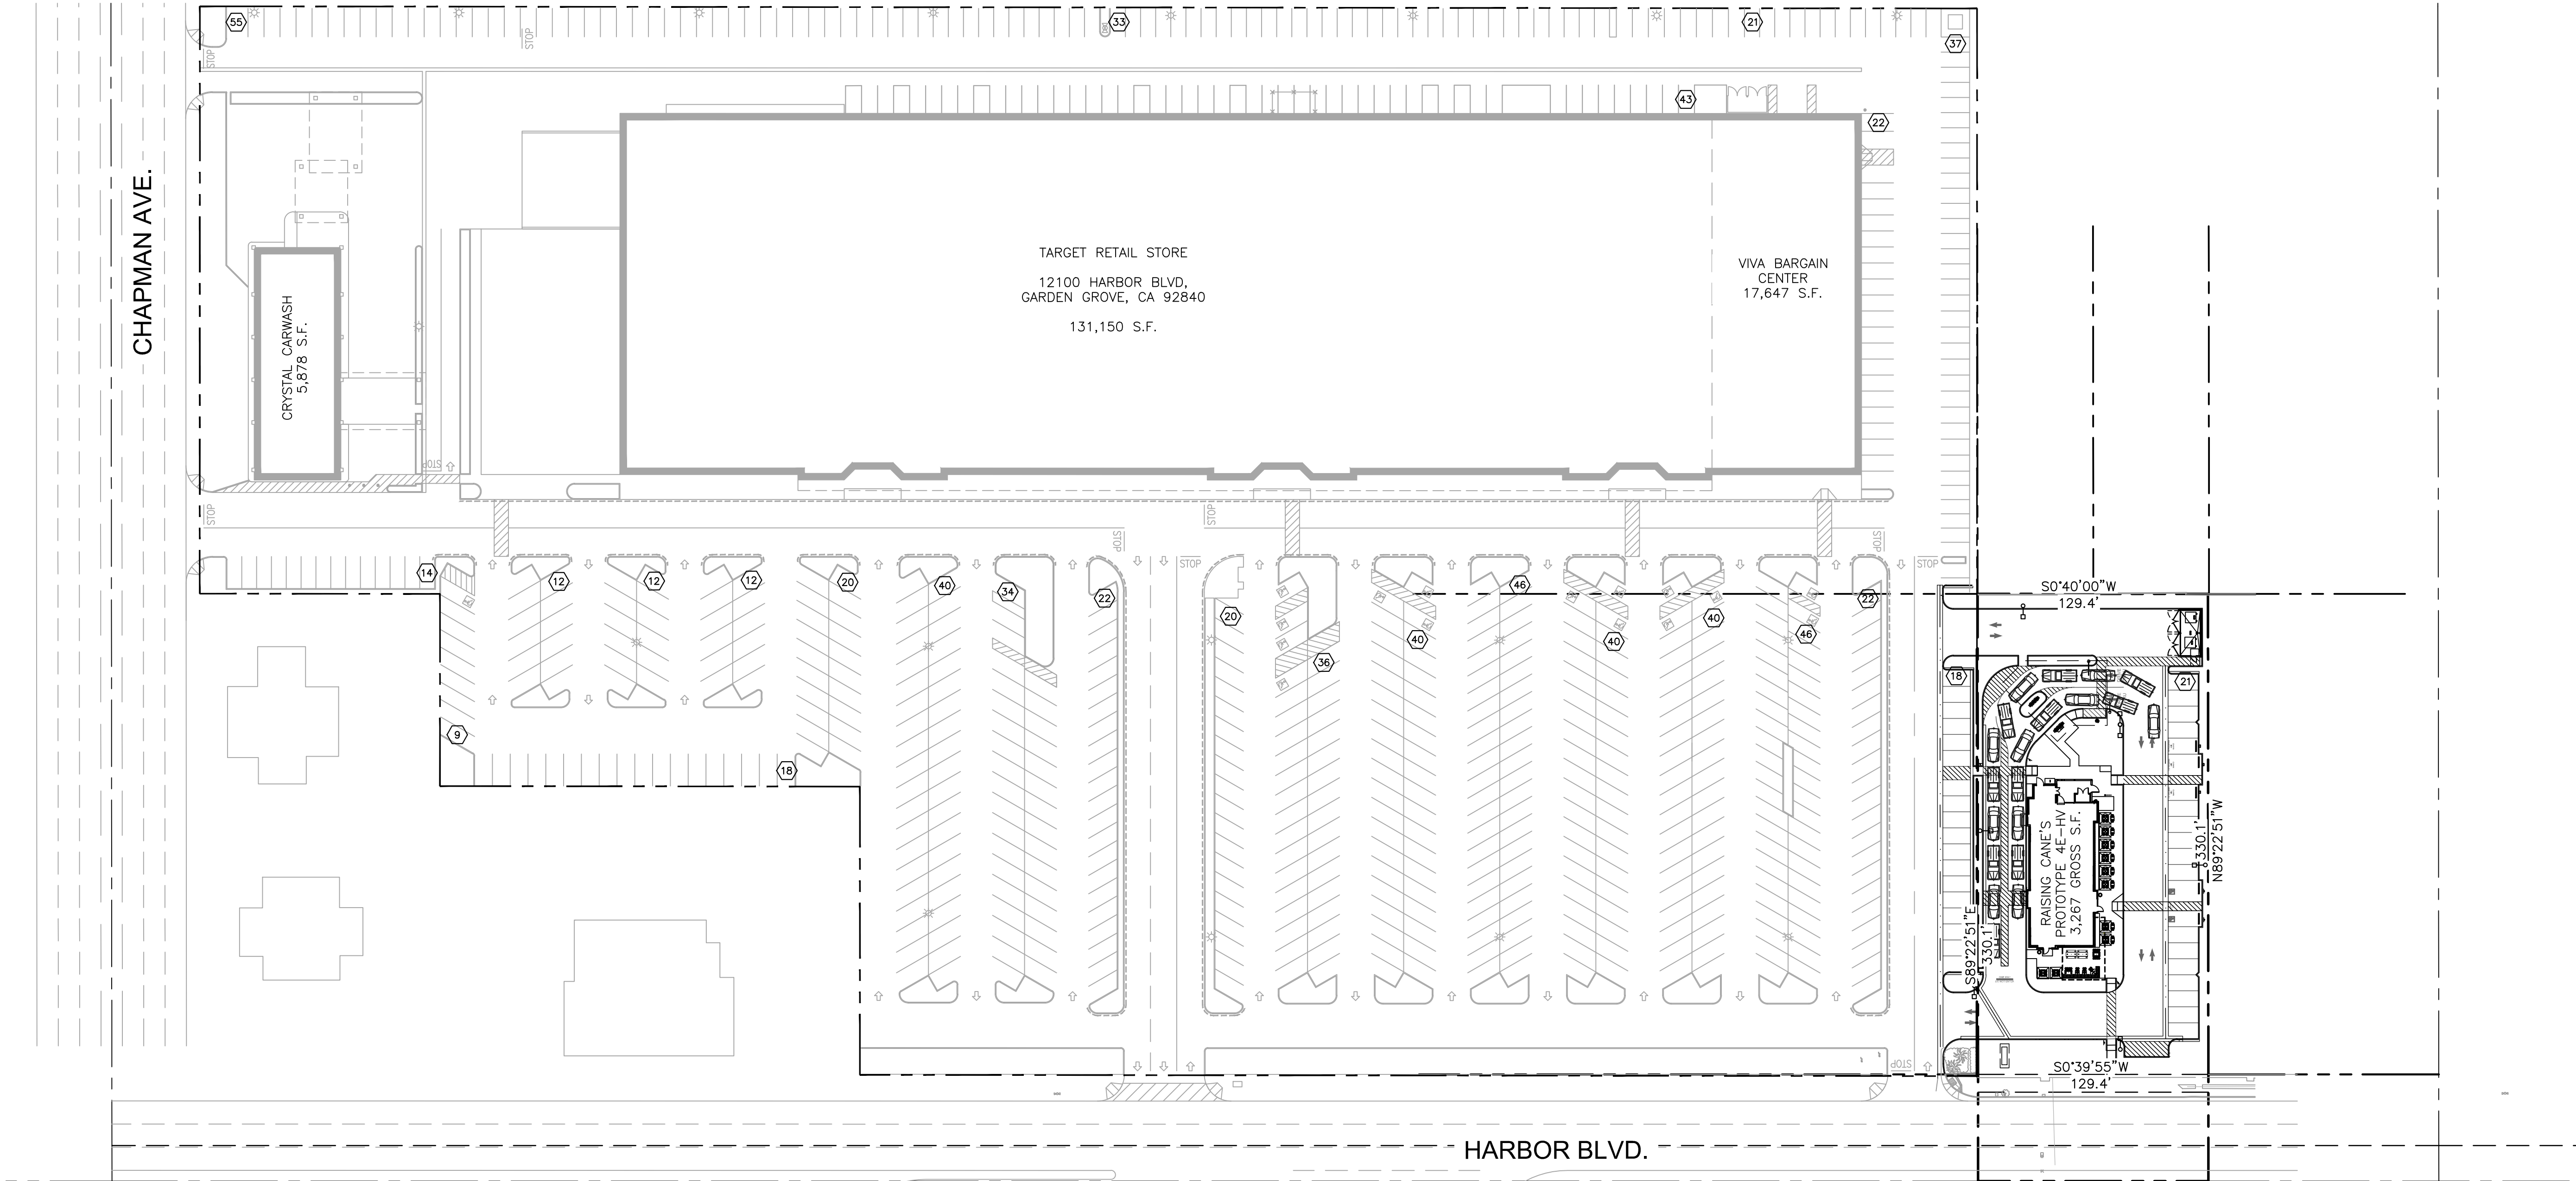 55
33
21
37
STOP
STOP
43
22
CHAPMAN AVE.
CRYSTAL CARWASH
5,878 S.F.
TARGET RETAIL STORE
12100 HARBOR BLVD,
GARDEN GROVE, CA 92840
131,150 S.F.
VIVA BARGAIN
CENTER
17,647 S.F.
STOP
STOP
STOP
STOP
STOP
STOP
STOP
14
12
12
12
20
40
34
22
20
36
40
46
40
40
46
22
9
18
S0°40'00"W
129.4'
18
21
RAISING CANE'S
PROTOTYPE 4E-HV
3,267 GROSS S.F.
S89°22'51"E
330.1'
330.1'
N89°22'51"W
STOP
S0°39'55"W
129.4'
HARBOR BLVD.